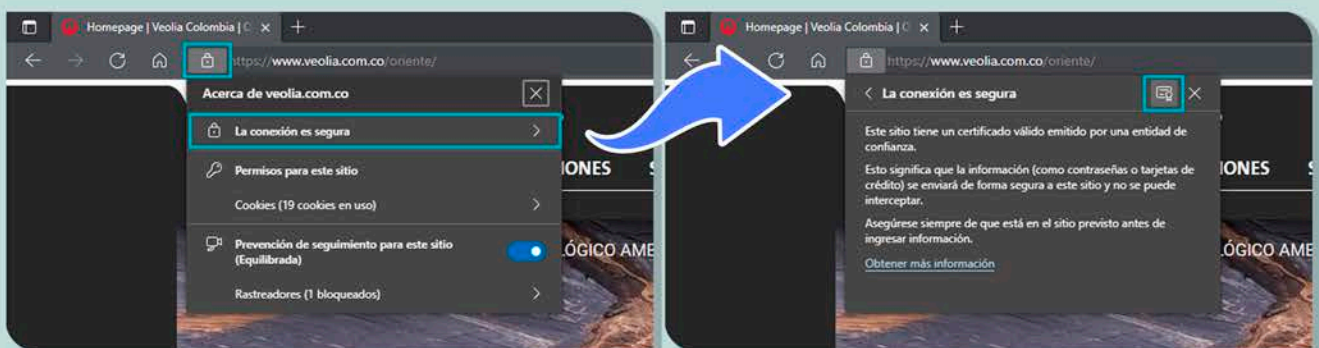 Homepage | Veolia Colombia |
https://www.veolia.com.co/oriente/
Acerca de veolia.com.co
La conexión es segura
Permisos para este sitio
Cookies (19 cookies en uso)
Prevención de seguimiento para este sitio
(Equilibrada)
Rastreadores (1 bloqueados)
IONES S
ÓGICO AME
Homepage | Veolia Colombia |
https://www.veolia.com.co/oriente/
La conexión es segura
Este sitio tiene un certificado válido emitido por una entidad de
confianza.
Esto significa que la información (como contraseñas o tarjetas de
crédito) se enviará de forma segura a este sitio y no se puede
interceptar.
Asegúrese siempre de que está en el sitio previsto antes de
ingresar información.
Obtener más información
IONES S
ÓGICO AME